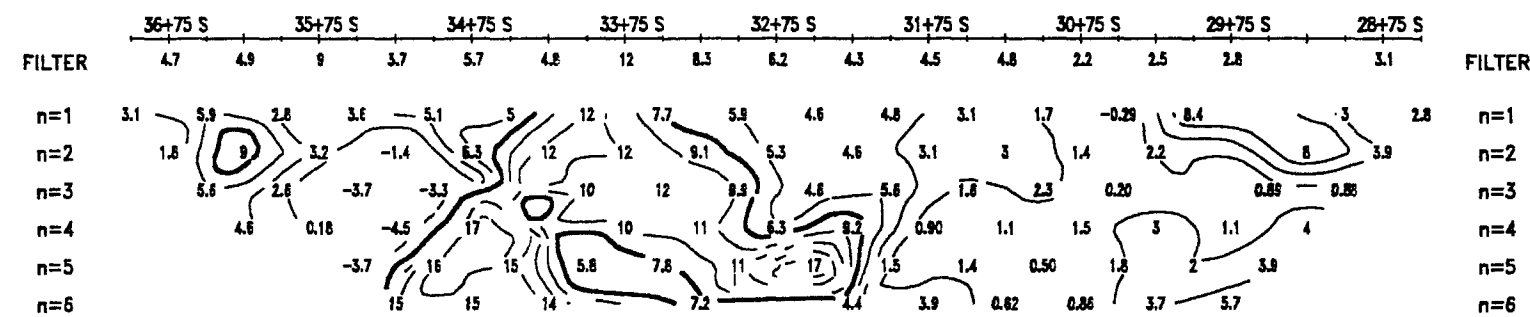 36+75 S 35+75 S 34+75 S 33+75 S 32+75 S 31+75 S 30+75 S 29+75 S 28+75 S
FILTER 4.7 4.9 9 3.7 5.7 4.8 12 8.3 6.2 4.3 4.5 4.8 2.2 2.5 2.8 3.1 FILTER
n=1 3.1 5.9 2.8 3.6 5.1 5 12 7.7 5.9 4.6 4.8 3.1 1.7 -0.29 8.4 3 2.8 n=1
n=2 1.8 9 3.2 -1.4 6.3 12 12 9.1 5.3 4.6 3.1 3 1.4 2.2 8 3.9 n=2
n=3 5.6 2.6 -3.7 -3.3 10 12 9.9 4.6 5.6 1.8 2.3 0.20 0.89 0.88 n=3
n=4 4.6 0.18 -4.5 17 10 11 6.3 9.2 0.90 1.1 1.5 3 1.1 4 n=4
n=5 -3.7 16 15 5.8 7.8 11 17 1.5 1.4 0.50 1.8 2 3.9 n=5
n=6 15 15 14 7.2 4.4 3.9 0.62 0.86 3.7 5.7 n=6